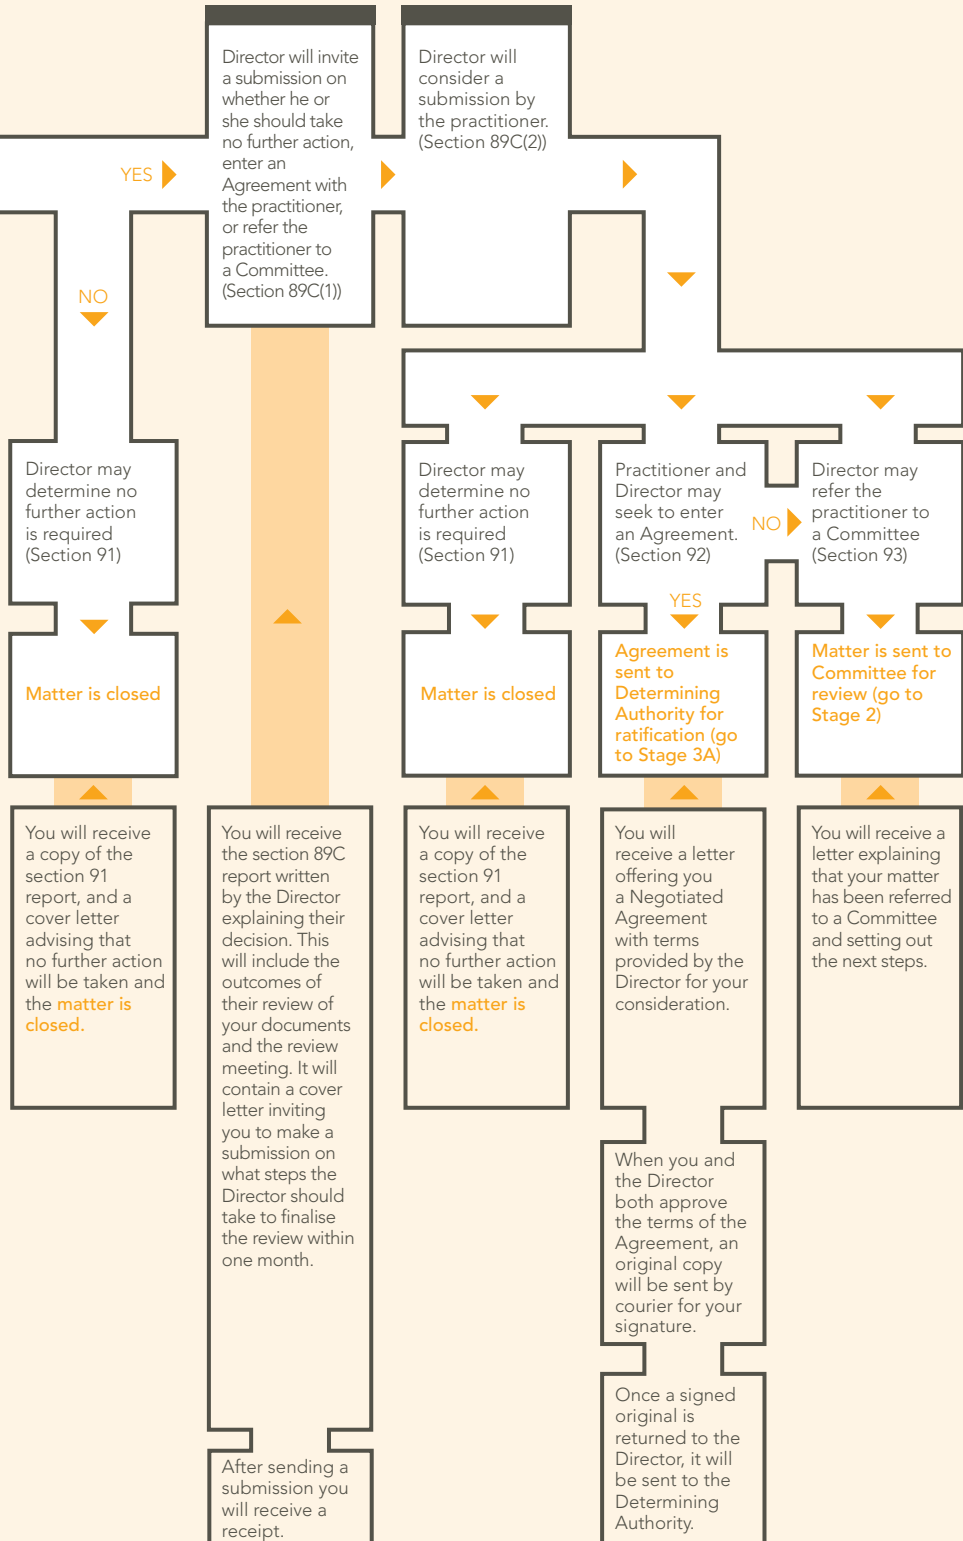 Director will invite
a submission on
whether he or
she should take
no further action,
enter an
Agreement with
the practitioner,
or refer the
practitioner to
a Committee.
(Section 89C(1))
Director will
consider a
submission by
the practitioner.
(Section 89C(2))
YES
NO
Director may
determine no
further action
is required
(Section 91)
Director may
determine no
further action
is required
(Section 91)
Practitioner and
Director may
seek to enter
an Agreement.
(Section 92)
NO
Director may
refer the
practitioner to
a Committee
(Section 93)
YES
Matter is closed
Matter is closed
Agreement is
sent to
Determining
Authority for
ratification (go
to Stage 3A)
Matter is sent to
Committee for
review (go to
Stage 2)
You will receive
a copy of the
section 91
report, and a
cover letter
advising that
no further action
will be taken and
the matter is
closed.
You will receive
the section 89C
report written
by the Director
explaining their
decision. This
will include the
outcomes of
their review of
your documents
and the review
meeting. It will
contain a cover
letter inviting
you to make a
submission on
what steps the
Director should
take to finalise
the review within
one month.
After sending a
submission you
will receive a
receipt.
You will receive
a copy of the
section 91
report, and a
cover letter
advising that
no further action
will be taken and
the matter is
closed.
You will
receive a letter
offering you
a Negotiated
Agreement
with terms
provided by the
Director for your
consideration.
When you and
the Director
both approve
the terms of the
Agreement, an
original copy
will be sent by
courier for your
signature.
Once a signed
original is
returned to the
Director, it will
be sent to the
Determining
Authority.
You will receive a
letter explaining
that your matter
has been referred
to a Committee
and setting out
the next steps.